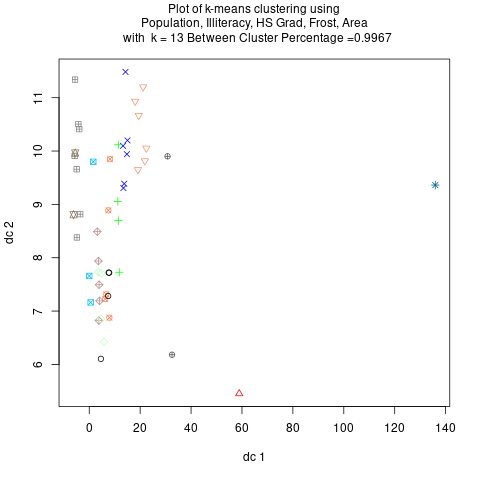 Plot of k-means clustering using
Population, Illiteracy, HS Grad, Frost, Area
with  k = 13 Between Cluster Percentage =0.9967
11
10
9
8
7
6
dc 2
0 20 40 60 80 100 120 140
dc 1